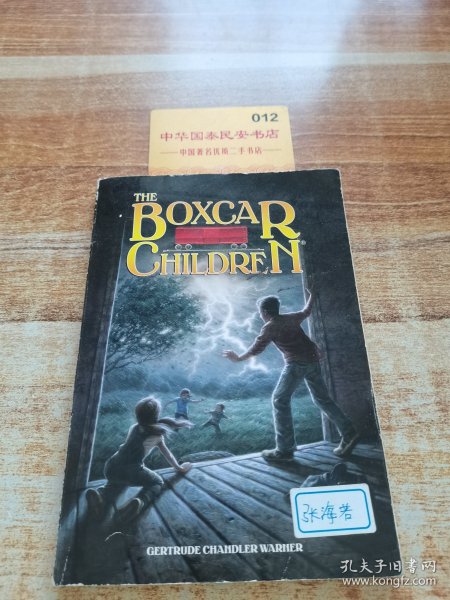 012
中华国泰民安书店
——中国著名优质二手书店——
THE
BOXCAR
CHILDREN®
张海若
GERTRUDE CHANDLER WARNER
孔夫子旧书网
www.kongfz.com